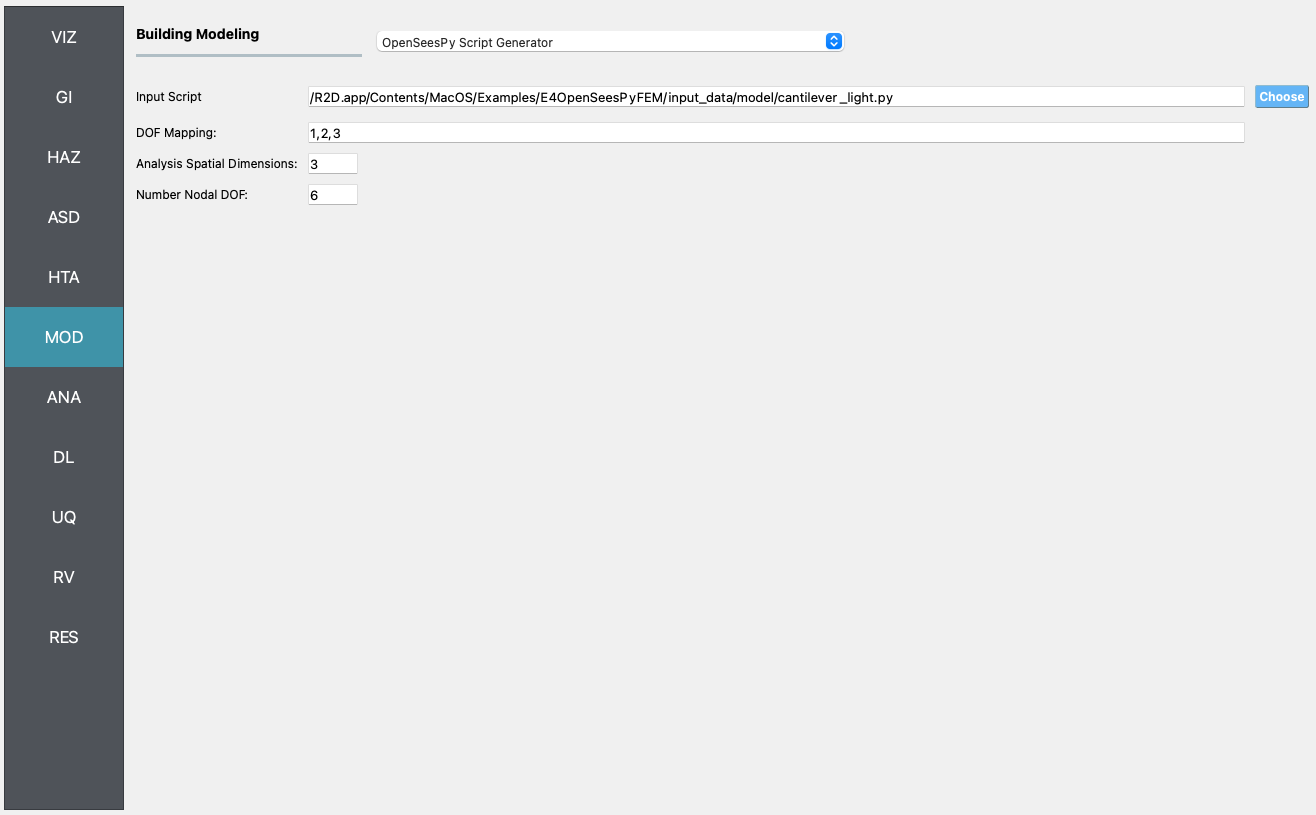 VIZ
GI
HAZ
ASD
HTA
MOD
ANA
DL
UQ
RV
RES
Building Modeling
OpenSeesPy Script Generator
Input Script
/R2D.app/Contents/MacOS/Examples/E4OpenSeesPyFEM/input_data/model/cantilever_light.py
Choose
DOF Mapping:
1,2,3
Analysis Spatial Dimensions:
3
Number Nodal DOF:
6